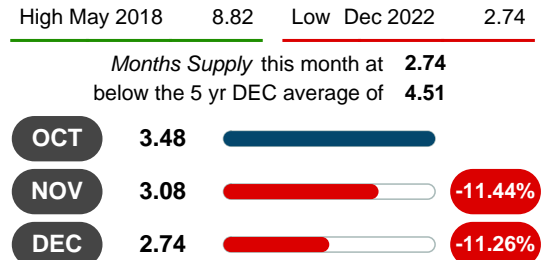 High May 2018 8.82 Low Dec 2022 2.74
Months Supply this month at 2.74
below the 5 yr DEC average of 4.51
OCT 3.48
NOV 3.08 -11.44%
DEC 2.74 -11.26%